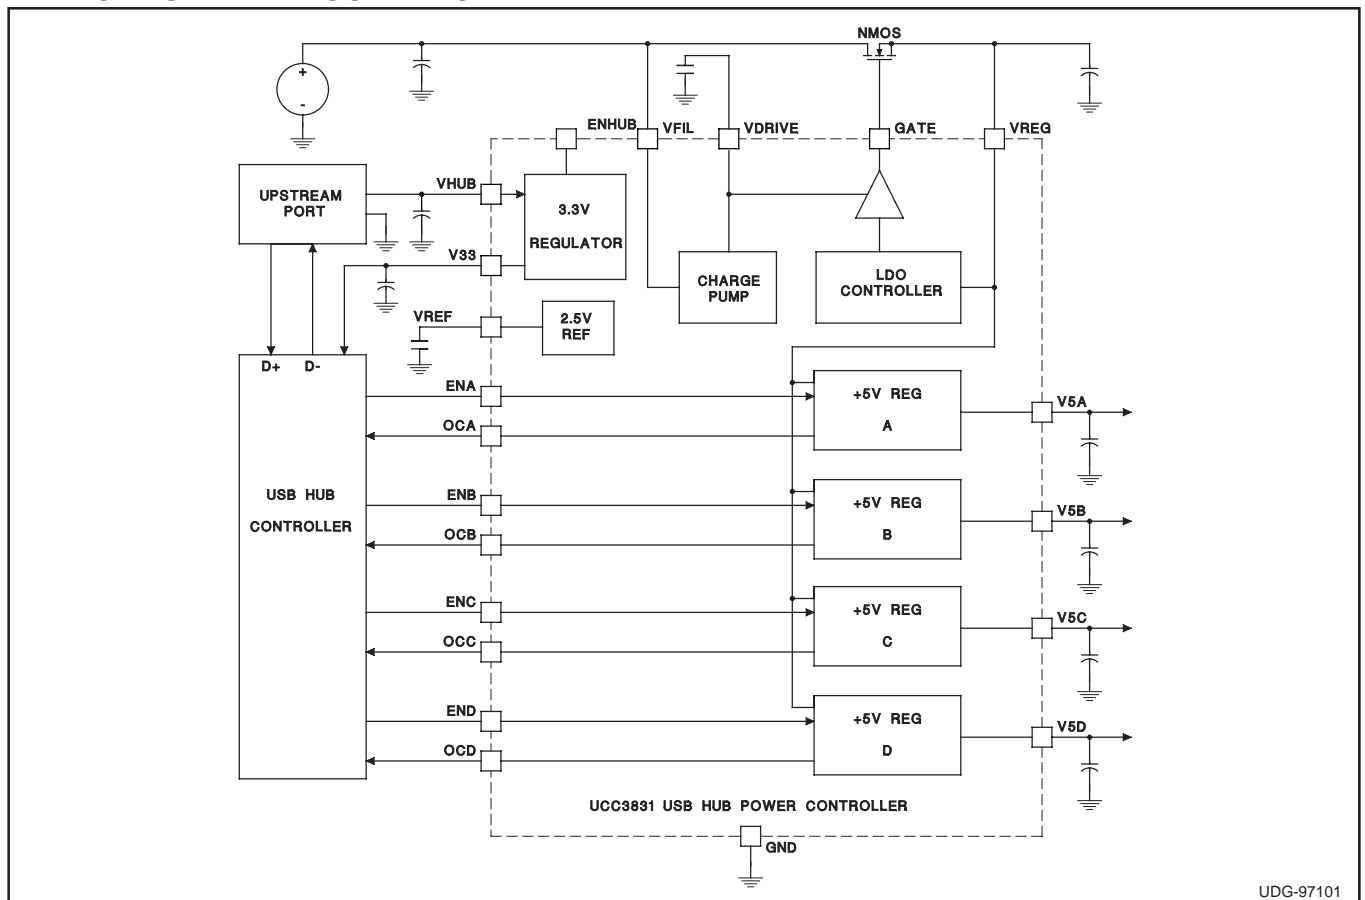 NMOS
+
-
ENHUB
VFIL
VDRIVE
GATE
VREG
UPSTREAM
PORT
VHUB
3.3V
REGULATOR
V33
CHARGE
PUMP
LDO
CONTROLLER
VREF
2.5V
REF
D+ D-
ENA
+5V REG
A
V5A
OCA
USB HUB
CONTROLLER
ENB
+5V REG
B
V5B
OCB
ENC
+5V REG
C
V5C
OCC
END
+5V REG
D
V5D
OCD
UCC3831 USB HUB POWER CONTROLLER
GND
UDG-97101